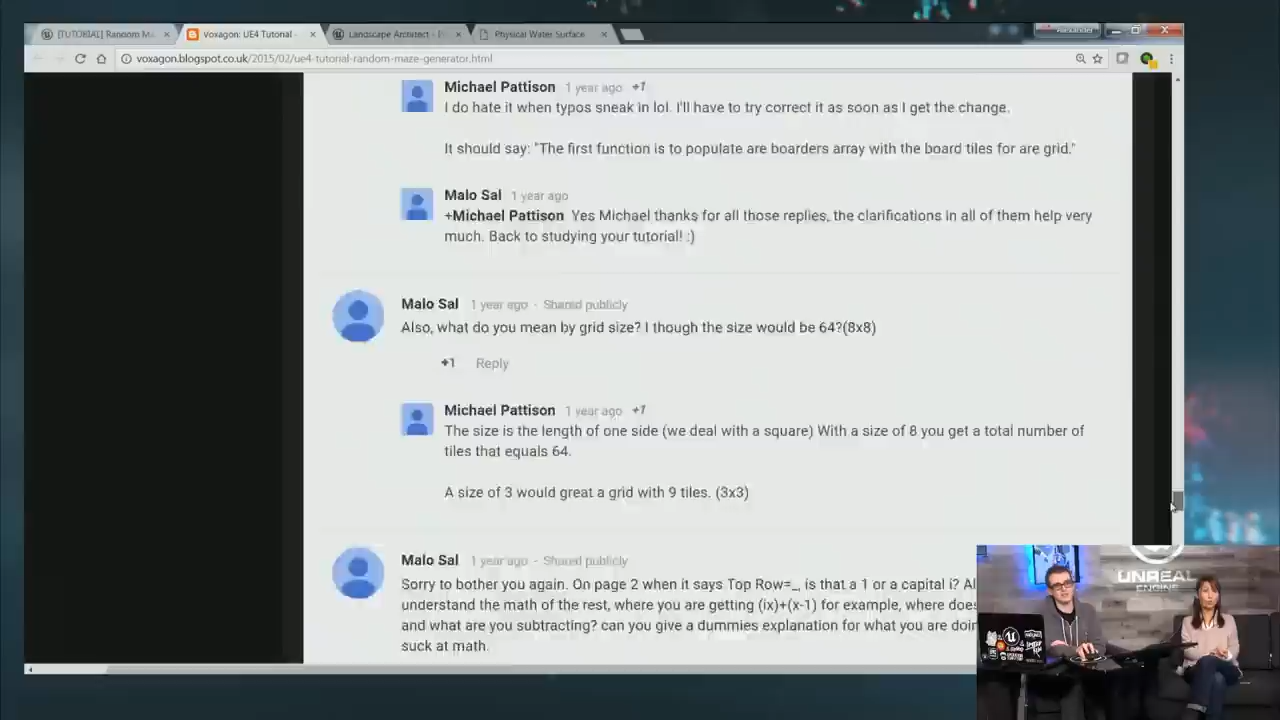 [TUTORIAL] Random Ma
Voxagon: UE4 Tutorial -
Landscape Architect -
Physical Water Surface
Alexander
voxagon.blogspot.co.uk/2015/02/ue4-tutorial-random-maze-generator.html
Michael Pattison 1 year ago +1
I do hate it when typos sneak in lol. I'll have to try correct it as soon as I get the change.
It should say: "The first function is to populate are boarders array with the board tiles for are grid."
Malo Sal 1 year ago
+Michael Pattison Yes Michael thanks for all those replies, the clarifications in all of them help very
much. Back to studying your tutorial! :)
Malo Sal 1 year ago - Shared publicly
Also, what do you mean by grid size? I though the size would be 64?(8x8)
+1 Reply
Michael Pattison 1 year ago +1
The size is the length of one side (we deal with a square) With a size of 8 you get a total number of
tiles that equals 64.
A size of 3 would great a grid with 9 tiles. (3x3)
Malo Sal 1 year ago - Shared publicly
Sorry to bother you again. On page 2 when it says Top Row=_, is that a 1 or a capital i?
understand the math of the rest, where you are getting (ix)+(x-1) for example, where does
and what are you subtracting? can you give a dummies explanation for what you are
suck at math.
UNREAL
ENGINE